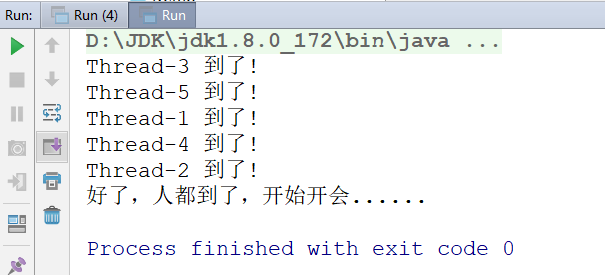 Run: Run (4) Run
D:\JDK\jdk1.8.0_172\bin\java ...
Thread-3 到了!
Thread-5 到了!
Thread-1 到了!
Thread-4 到了!
Thread-2 到了!
好了，人都到了，开始开会......
Process finished with exit code 0